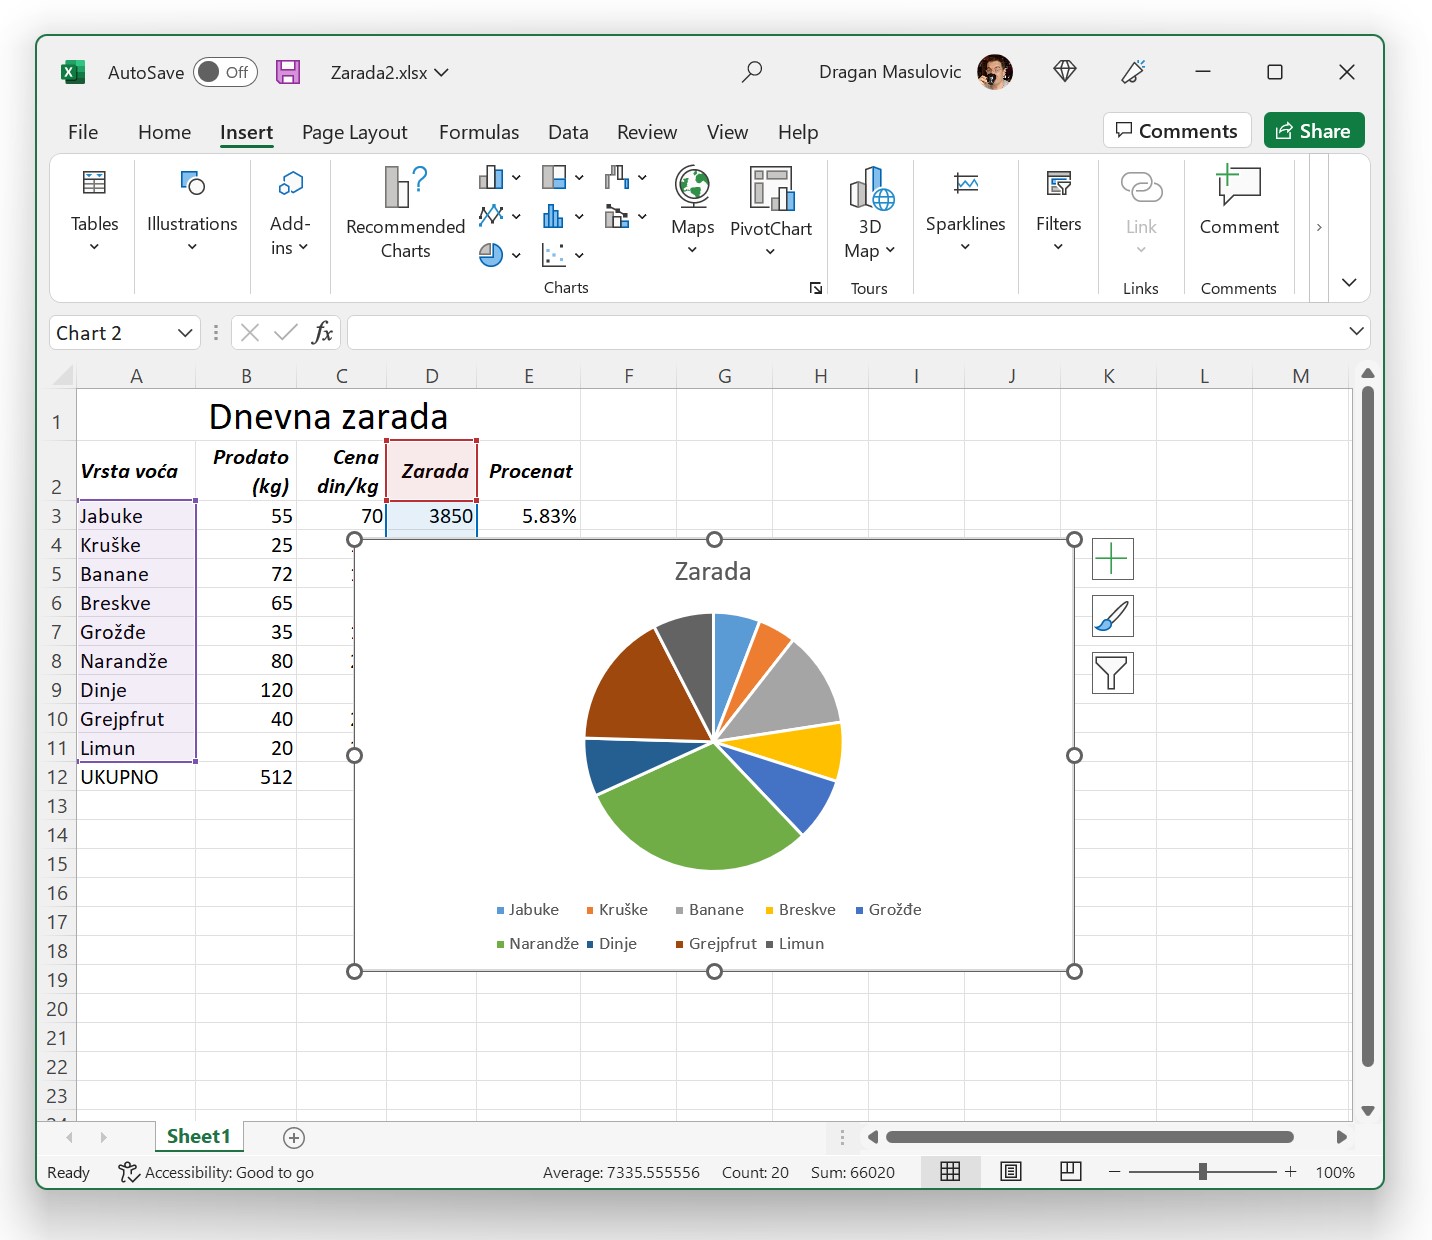 AutoSave Off Zarada2.xlsx Dragan Masulovic
File Home Insert Page Layout Formulas Data Review View Help Comments Share
Tables Illustrations Add-ins Recommended Charts Maps PivotChart 3D Map Sparklines Filters Link Comment
Charts Tours Links Comments
Chart 2 fx
A B C D E F G H I J K L M
1 Dnevna zarada
2 Vrsta voća Prodato (kg) Cena din/kg Zarada Procenat
3 Jabuke 55 70 3850 5.83%
4 Kruške 25
5 Banane 72
6 Breskve 65
7 Grožđe 35
8 Narandže 80
9 Dinje 120
10 Grejpfrut 40
11 Limun 20
12 UKUPNO 512
13
14
15
16
17
18
19
20
21
22
23
Zarada
Jabuke Kruške Banane Breskve Grožđe
Narandže Dinje Grejpfrut Limun
Sheet1
Ready Accessibility: Good to go Average: 7335.555556 Count: 20 Sum: 66020 100%